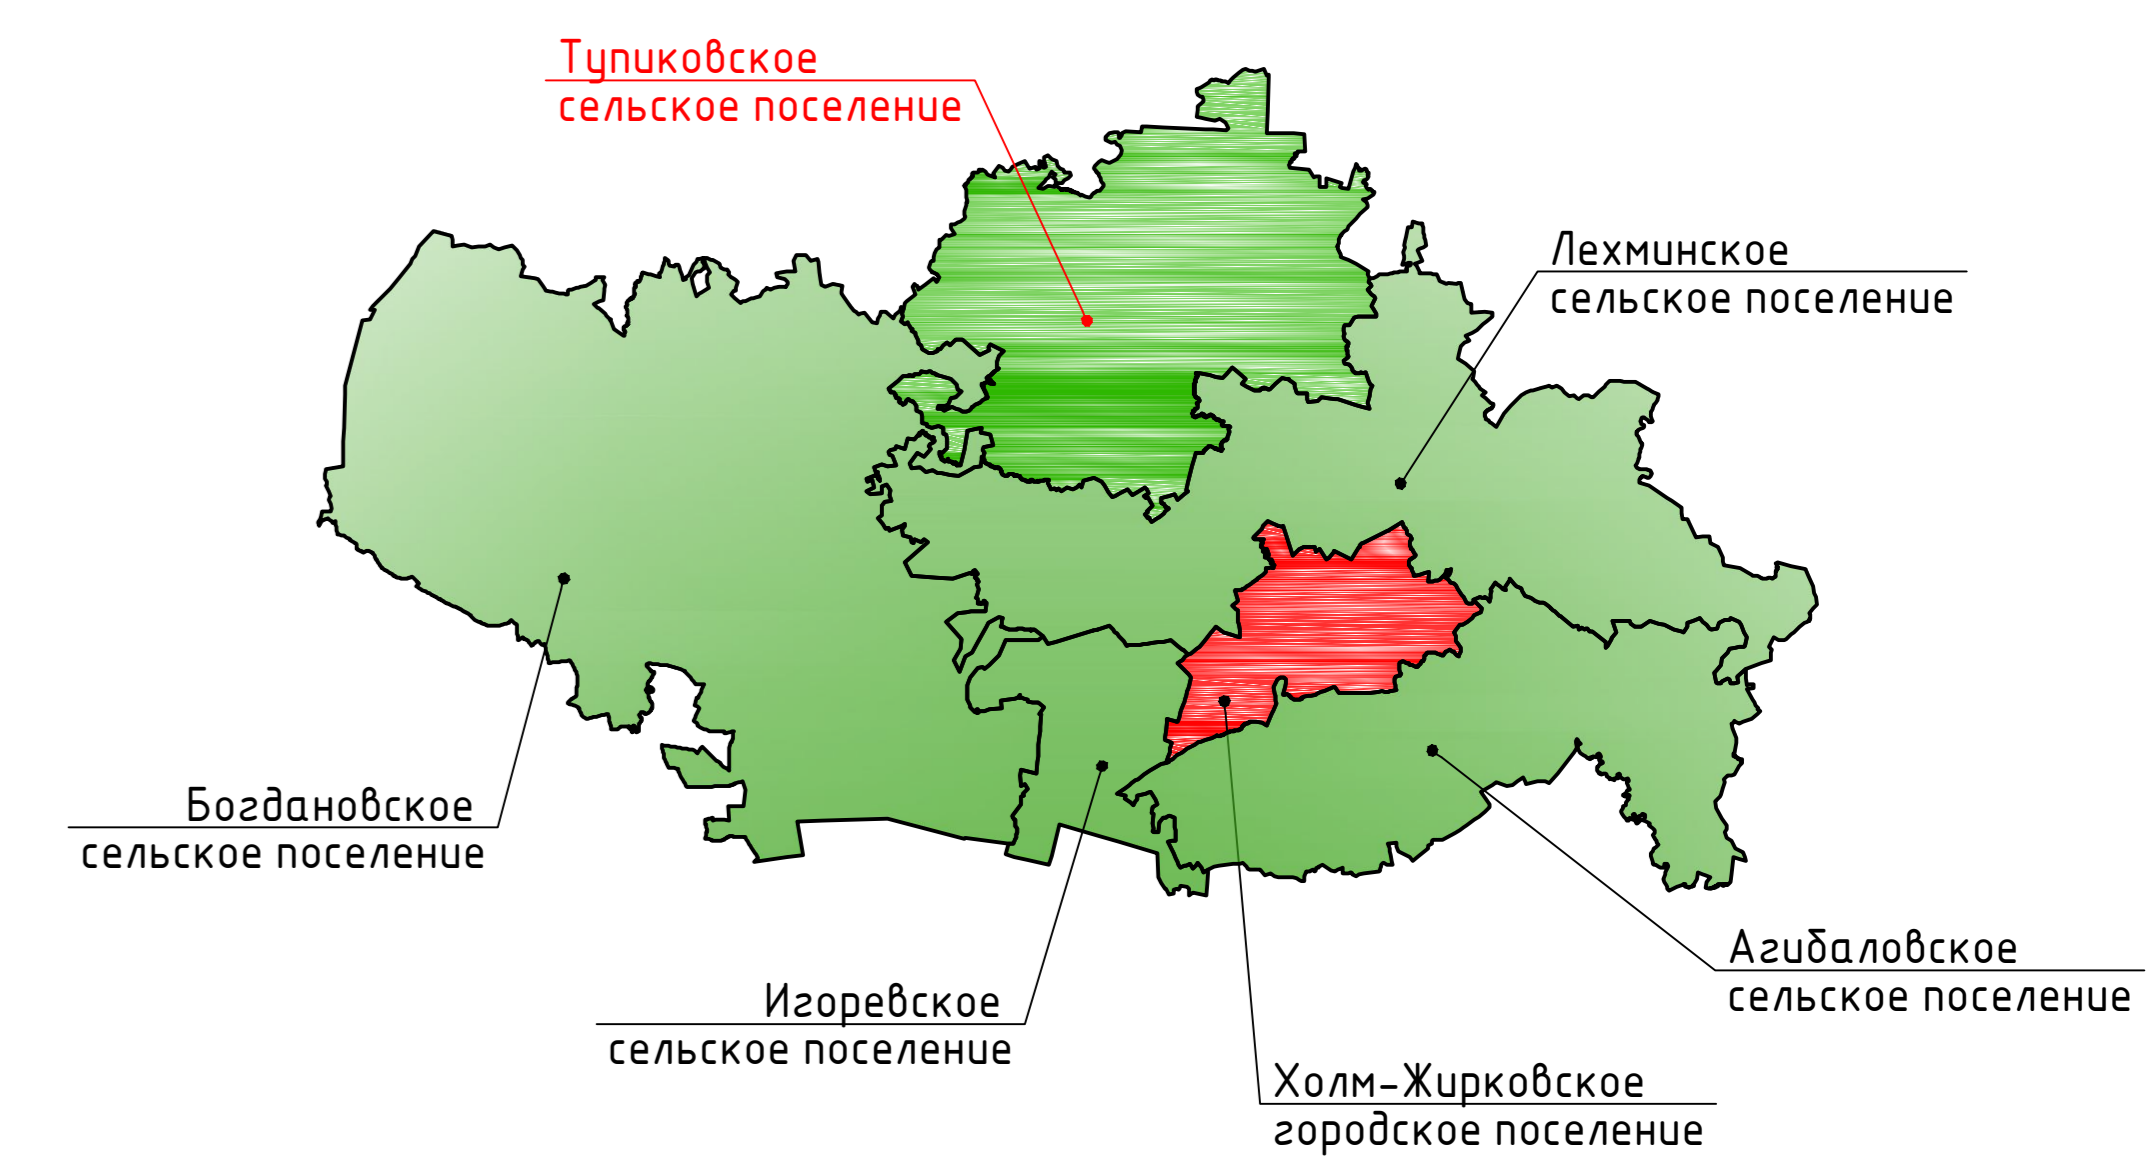 Тупиковское
сельское поселение
Лехминское
сельское поселение
Богдановское
сельское поселение
Агибаловское
сельское поселение
Игоревское
сельское поселение
Холм-Жирковское
городское поселение